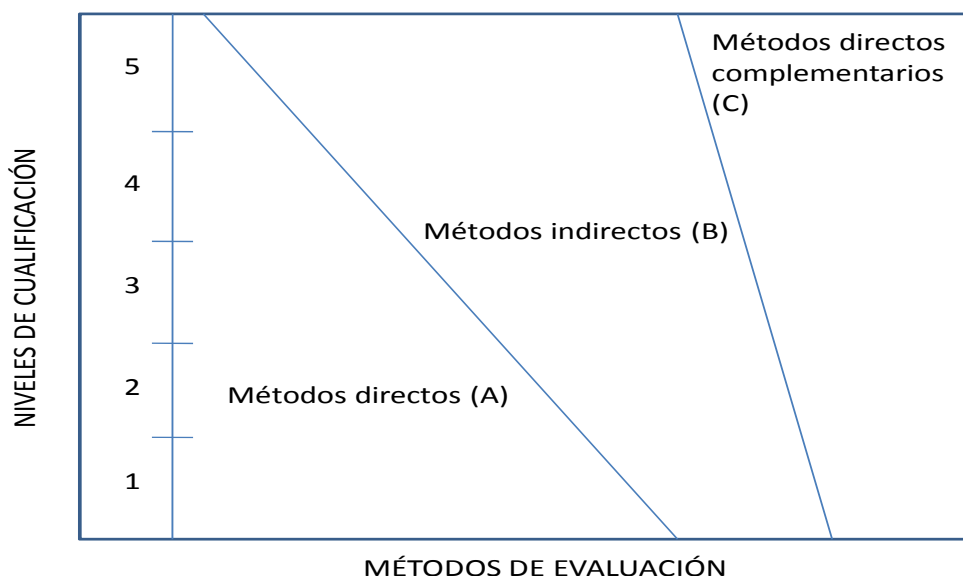 NIVELES DE CUALIFICACIÓN
5
4
3
2
1
Métodos directos
complementarios
(C)
Métodos indirectos (B)
Métodos directos (A)
MÉTODOS DE EVALUACIÓN